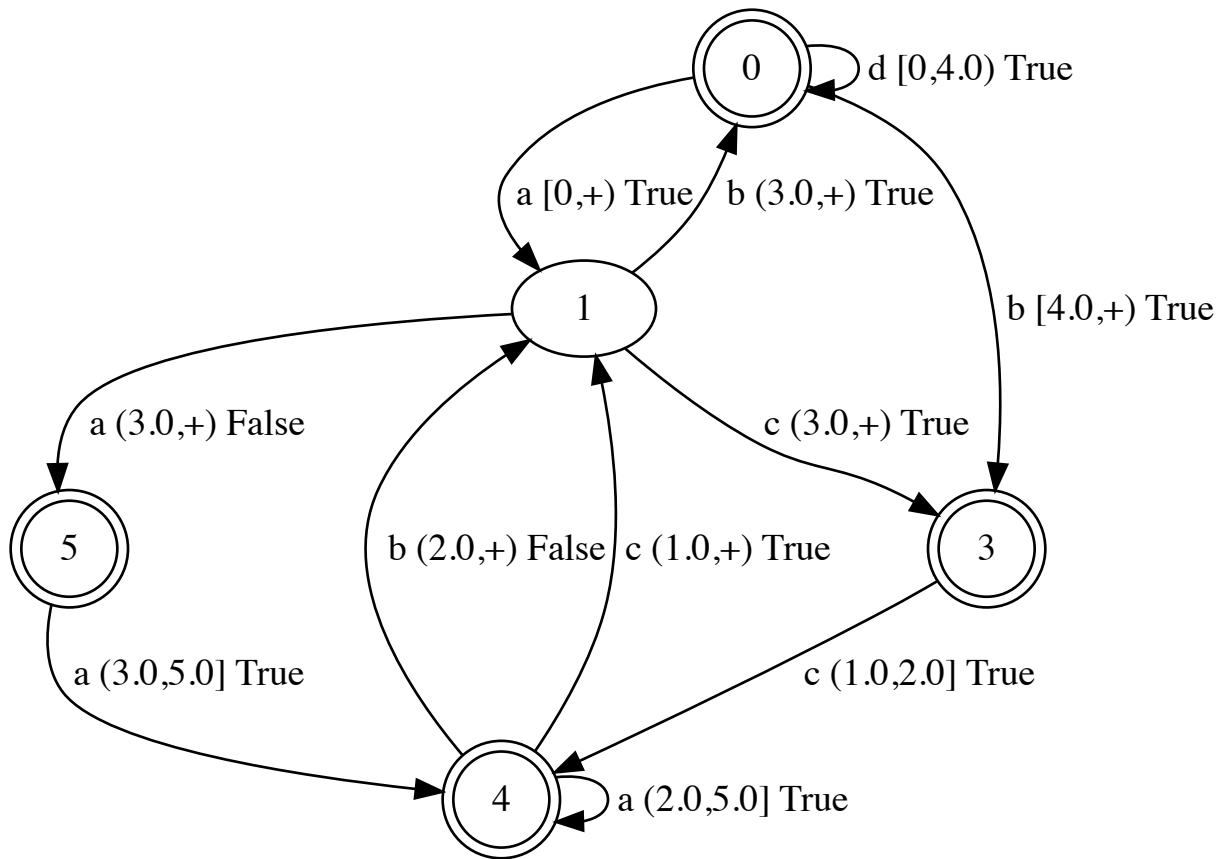 0
d [0,4.0) True
a [0,+) True
b (3.0,+) True
1
b [4.0,+) True
a (3.0,+) False
c (3.0,+) True
5
b (2.0,+) False
c (1.0,+) True
3
a (3.0,5.0] True
c (1.0,2.0] True
4
a (2.0,5.0] True